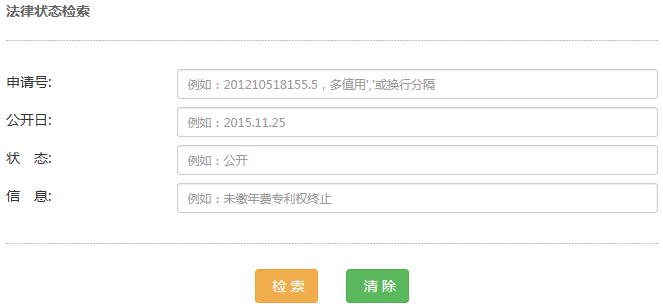 法律状态检索
申请号:
例如：201210518155.5，多值用','或换行分隔
公开日:
例如：2015.11.25
状 态:
例如：公开
信 息:
例如：未缴年费专利权终止
检 索
清 除